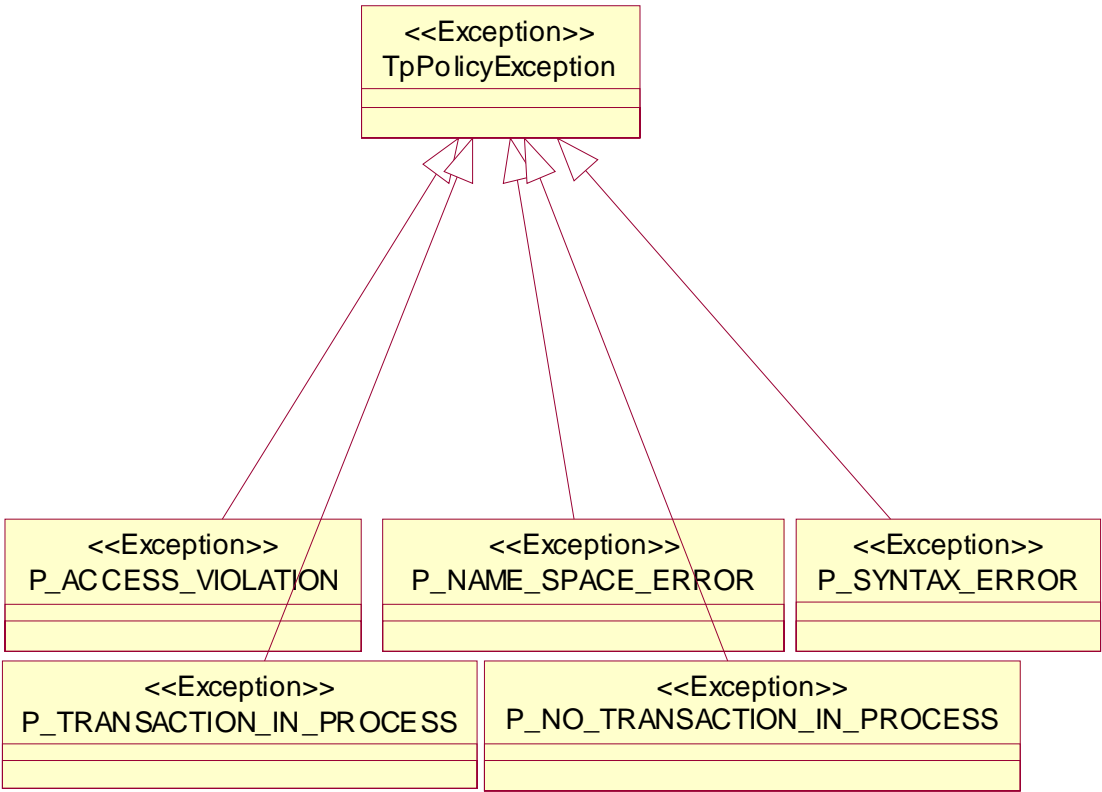 <<Exception>>
TpPolicyException
<<Exception>>
P_ACCESS_VIOLATION
<<Exception>>
P_NAME_SPACE_ERROR
<<Exception>>
P_SYNTAX_ERROR
<<Exception>>
P_TRANSACTION_IN_PROCESS
<<Exception>>
P_NO_TRANSACTION_IN_PROCESS